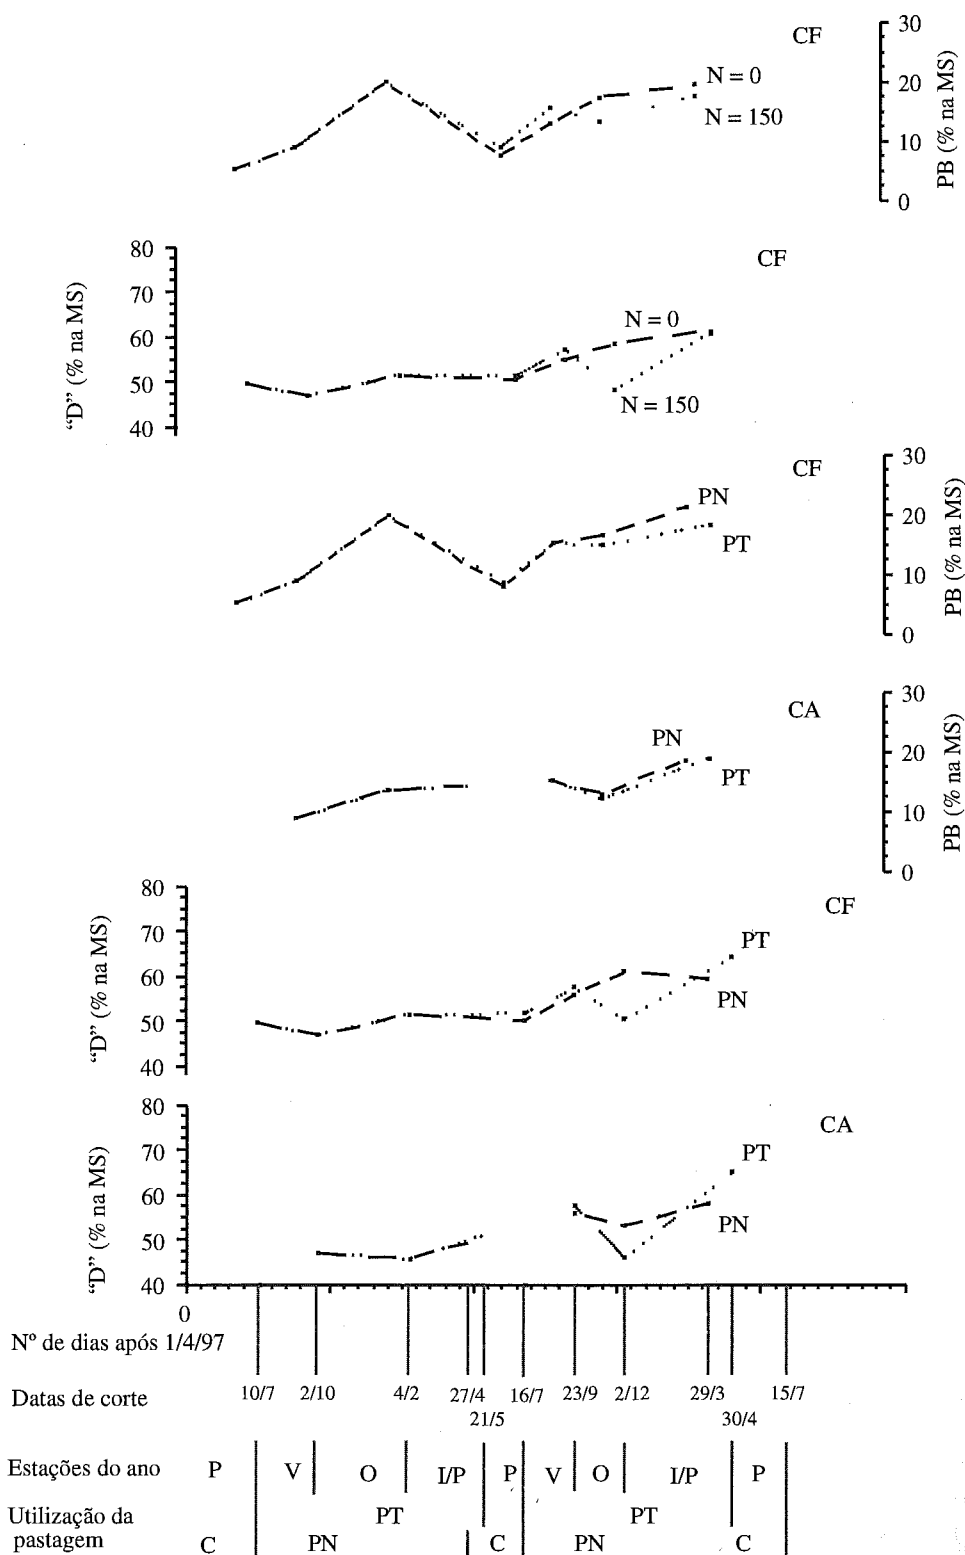 CF
30
20
10
0
PB (% na MS)
N = 0
N = 150
CF
80
70
60
50
40
“D” (% na MS)
N = 0
N = 150
CF
30
20
10
0
PB (% na MS)
PN
PT
CA
30
20
10
0
PB (% na MS)
PN
PT
CF
80
70
60
50
40
“D” (% na MS)
PT
PN
CA
80
70
60
50
40
“D” (% na MS)
PT
PN
0
Nº de dias após 1/4/97
Datas de corte 10/7 2/10 4/2 27/4 16/7 23/9 2/12 29/3 15/7
21/5 30/4
Estações do ano P V O I/P P V O I/P P
Utilização da PT PT
pastagem C PN C PN C